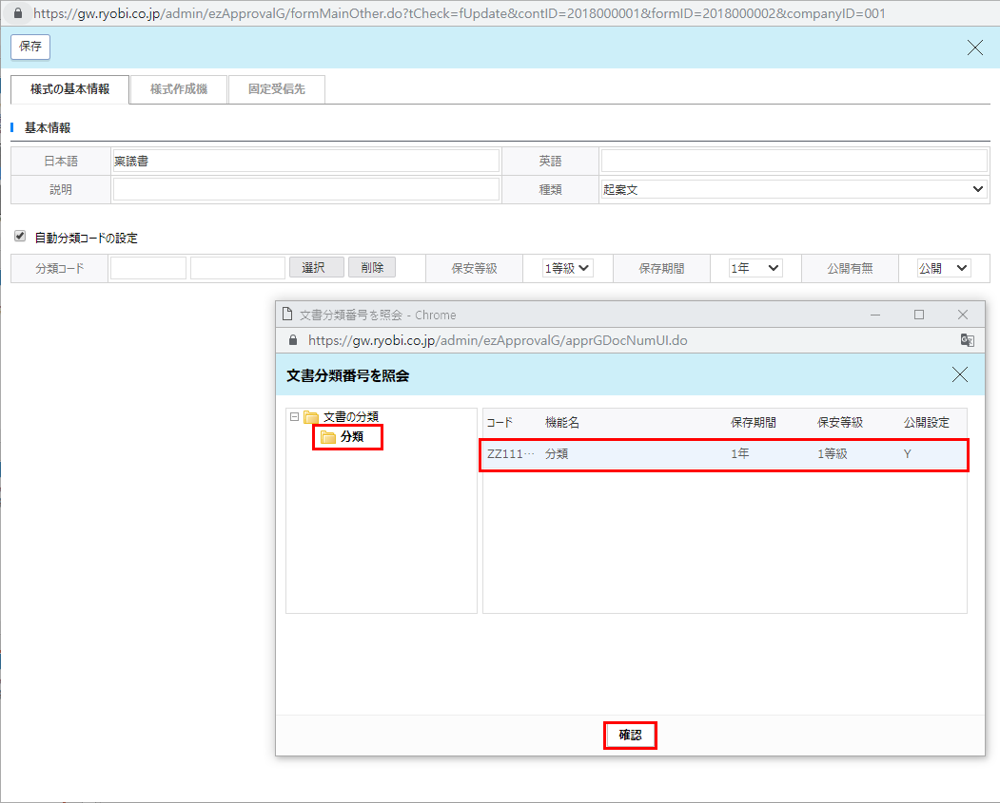 https://gw.ryobi.co.jp/admin/ezApprovalG/formMainOther.do?tCheck=fUpdate&contID=2018000001&formID=2018000002&companyID=001
保存
様式の基本情報 様式作成機 固定受信先
基本情報
日本語 稟議書 英語
説明 種類 起案文
自動分類コードの設定
分類コード 選択 削除 保安等級 1等級 保存期間 1年 公開有無 公開
文書分類番号を照会 - Chrome
https://gw.ryobi.co.jp/admin/ezApprovalG/apprGDocNumUI.do
文書分類番号を照会
文書の分類
分類
コード 機能名 保存期間 保安等級 公開設定
ZZ111… 分類 1年 1等級 Y
確認